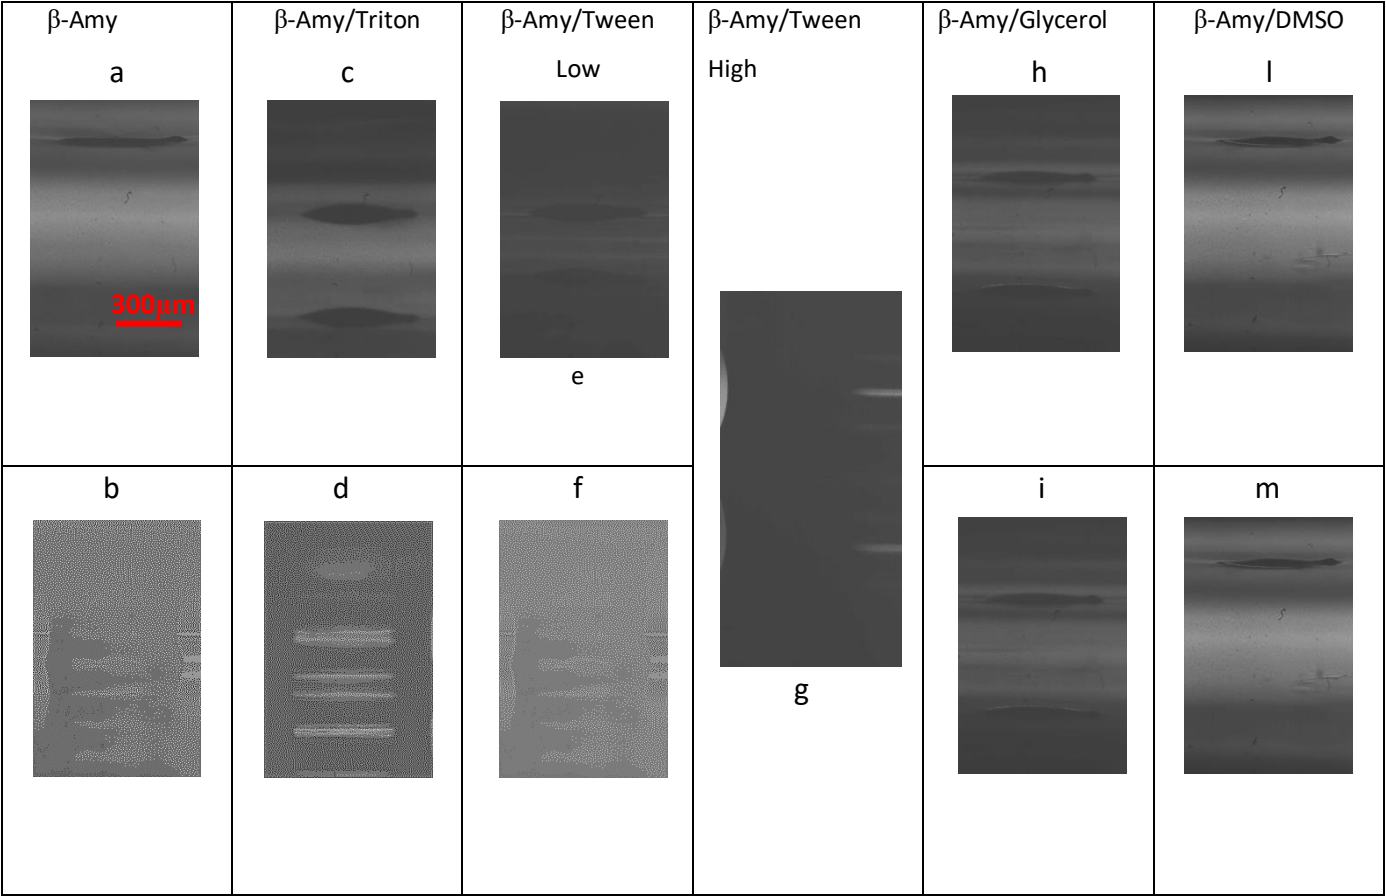 β-Amy
β-Amy/Triton
β-Amy/Tween
β-Amy/Tween
β-Amy/Glycerol
β-Amy/DMSO
a
c
Low
High
h
l
300μm
e
b
d
f
g
i
m